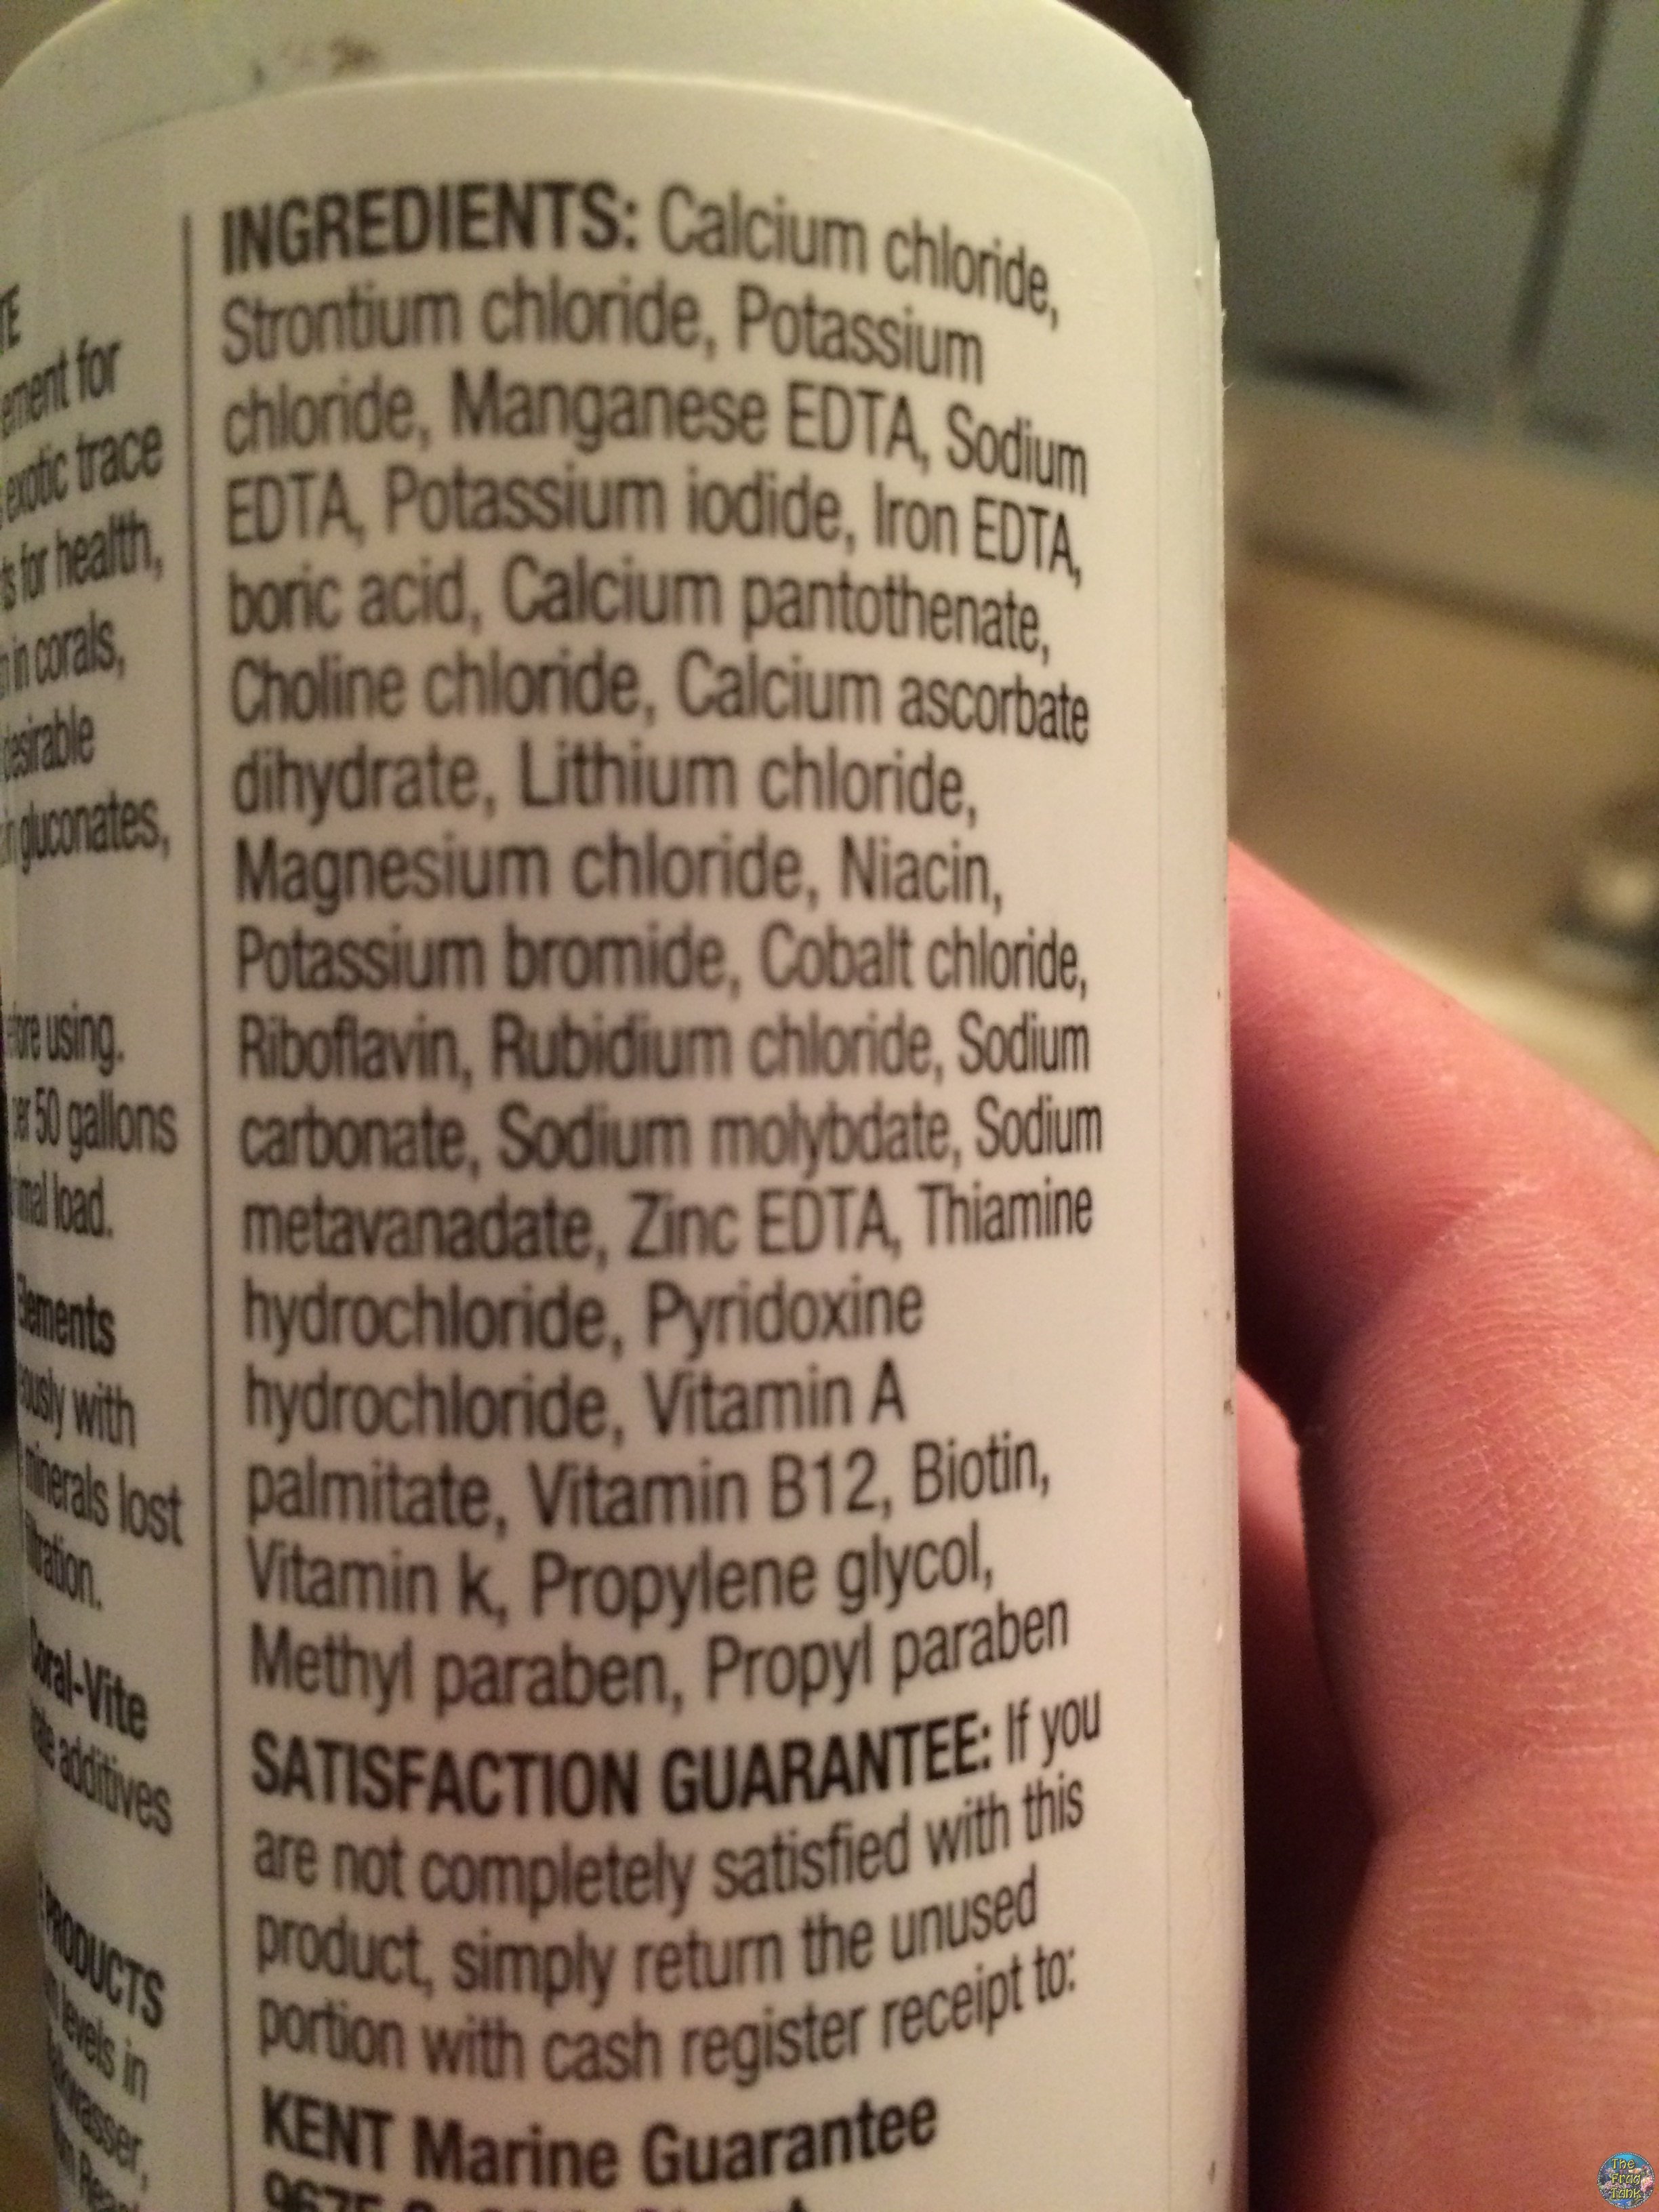 ement for
exotic trace
for health,
in corals,
desirable
gluconates,
using.
50 gallons
load.
Elements
with
minerals lost
Coral-Vite
additives
PRODUCTS
levels in
INGREDIENTS: Calcium chloride,
Strontium chloride, Potassium
chloride, Manganese EDTA, Sodium
EDTA, Potassium iodide, Iron EDTA,
boric acid, Calcium pantothenate,
Choline chloride, Calcium ascorbate
dihydrate, Lithium chloride,
Magnesium chloride, Niacin,
Potassium bromide, Cobalt chloride,
Riboflavin, Rubidium chloride, Sodium
carbonate, Sodium molybdate, Sodium
metavanadate, Zinc EDTA, Thiamine
hydrochloride, Pyridoxine
hydrochloride, Vitamin A
palmitate, Vitamin B12, Biotin,
Vitamin k, Propylene glycol,
Methyl paraben, Propyl paraben
SATISFACTION GUARANTEE: If you
are not completely satisfied with this
product, simply return the unused
portion with cash register receipt to:
KENT Marine Guarantee
The
Frag
Tank